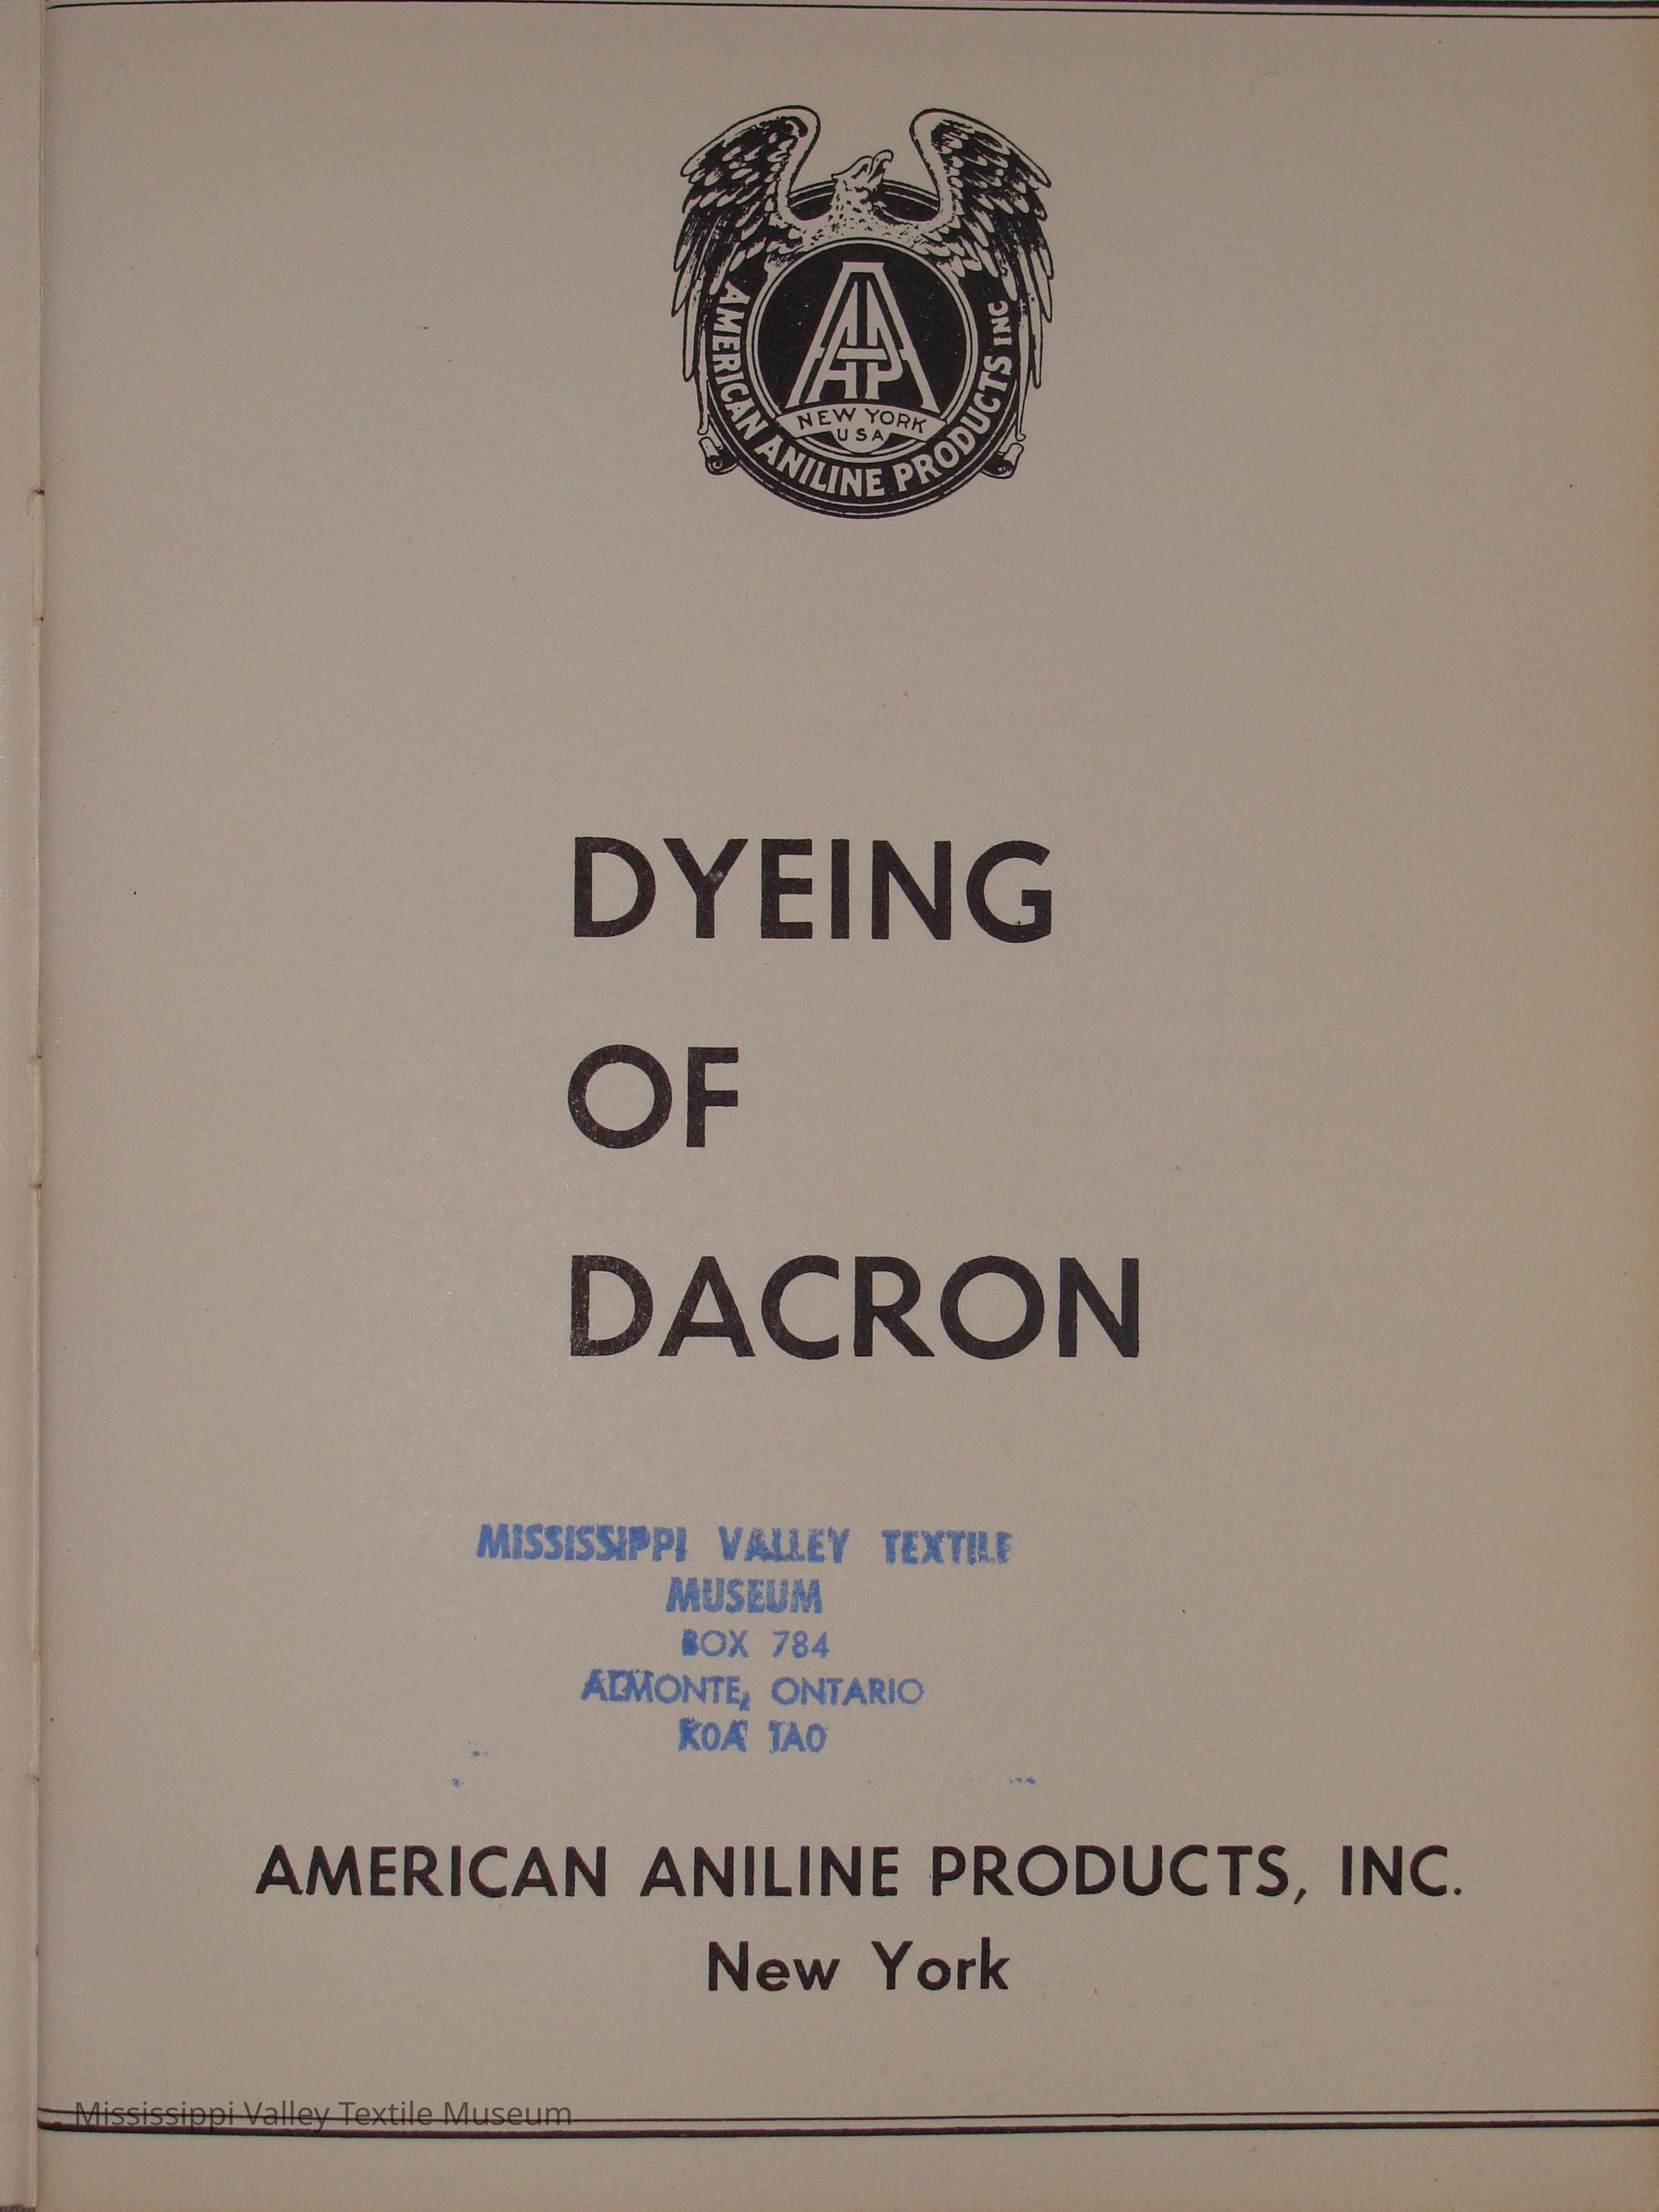 AAP
NEW YORK
USA
AMERICAN ANILINE PRODUCTS INC
DYEING
OF
DACRON
MISSISSIPPI VALLEY TEXTILE
MUSEUM
BOX 784
ALMONTE, ONTARIO
K0A 1A0
AMERICAN ANILINE PRODUCTS, INC.
New York
Mississippi Valley Textile Museum